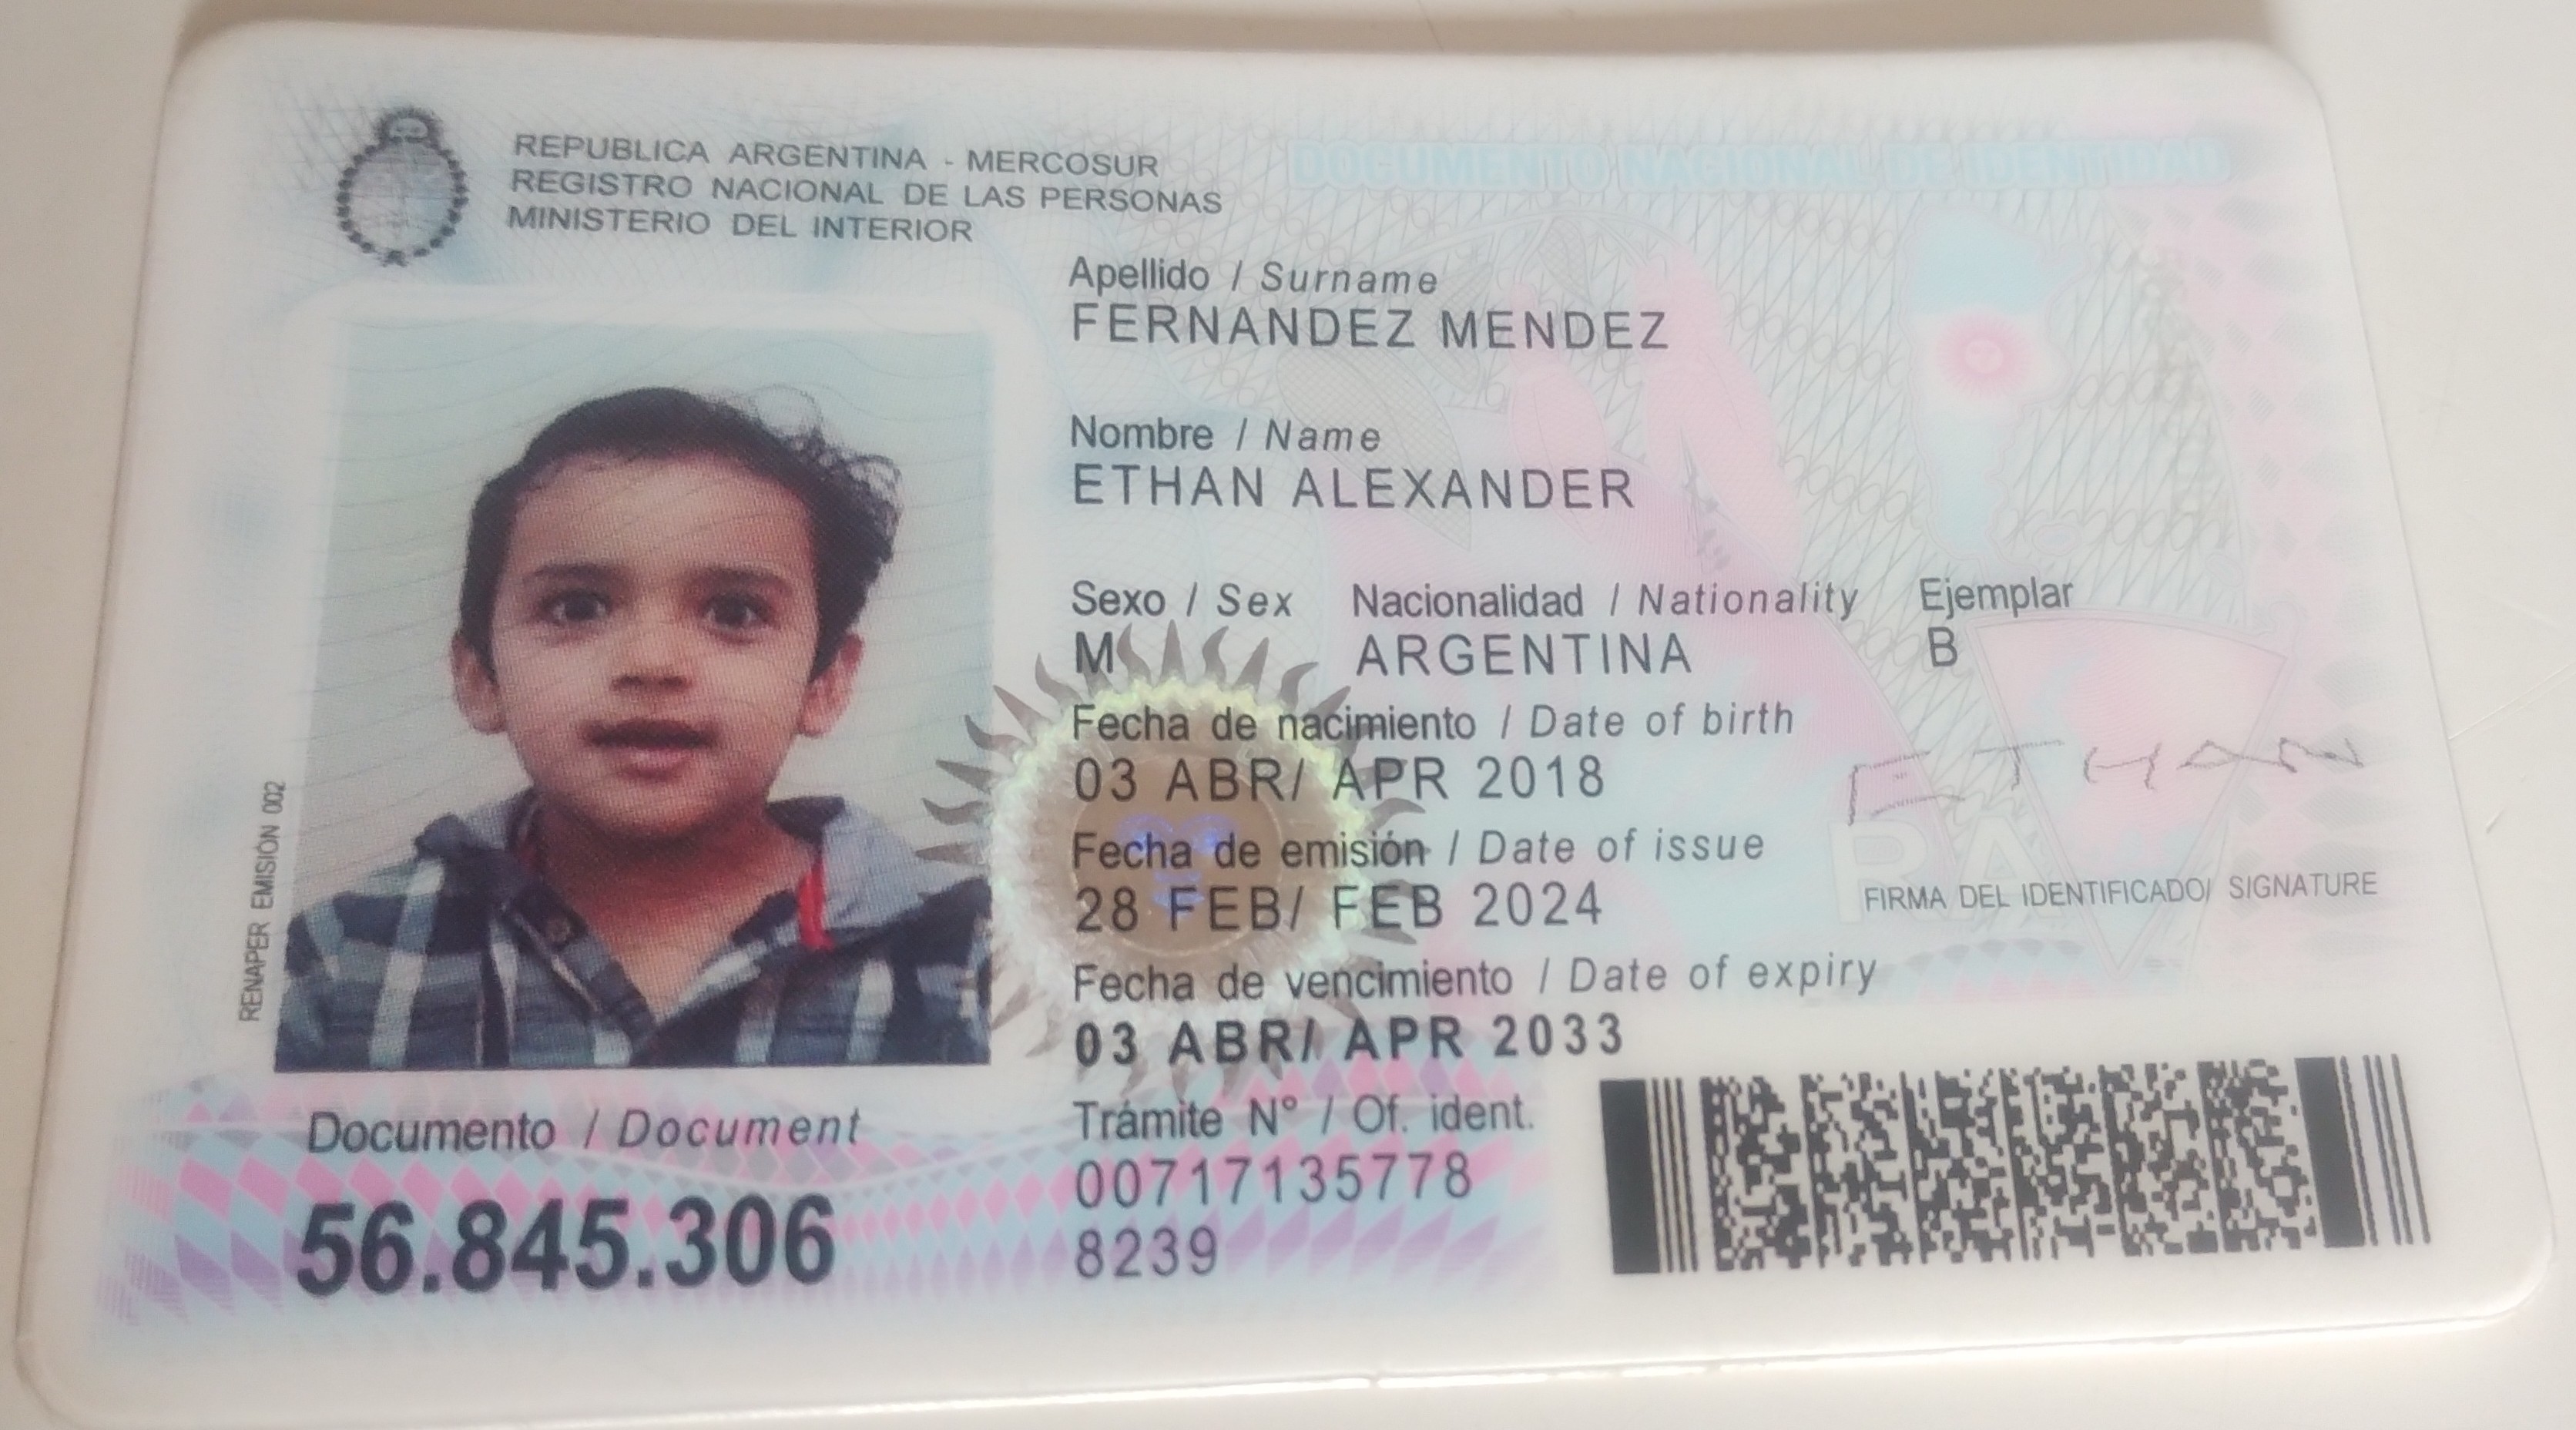 REPUBLICA ARGENTINA - MERCOSUR
REGISTRO NACIONAL DE LAS PERSONAS
MINISTERIO DEL INTERIOR
DOCUMENTO NACIONAL DE IDENTIDAD
Apellido / Surname
FERNANDEZ MENDEZ
Nombre / Name
ETHAN ALEXANDER
Sexo / Sex Nacionalidad / Nationality Ejemplar
M ARGENTINA B
Fecha de nacimiento / Date of birth
03 ABR/ APR 2018
Fecha de emisión / Date of issue
28 FEB/ FEB 2024
Fecha de vencimiento / Date of expiry
03 ABR/ APR 2033
ETHAN
RA
FIRMA DEL IDENTIFICADO/ SIGNATURE
RENAPER EMISIÓN 002
Documento / Document
56.845.306
Trámite N° / Of. ident.
00717135778
8239